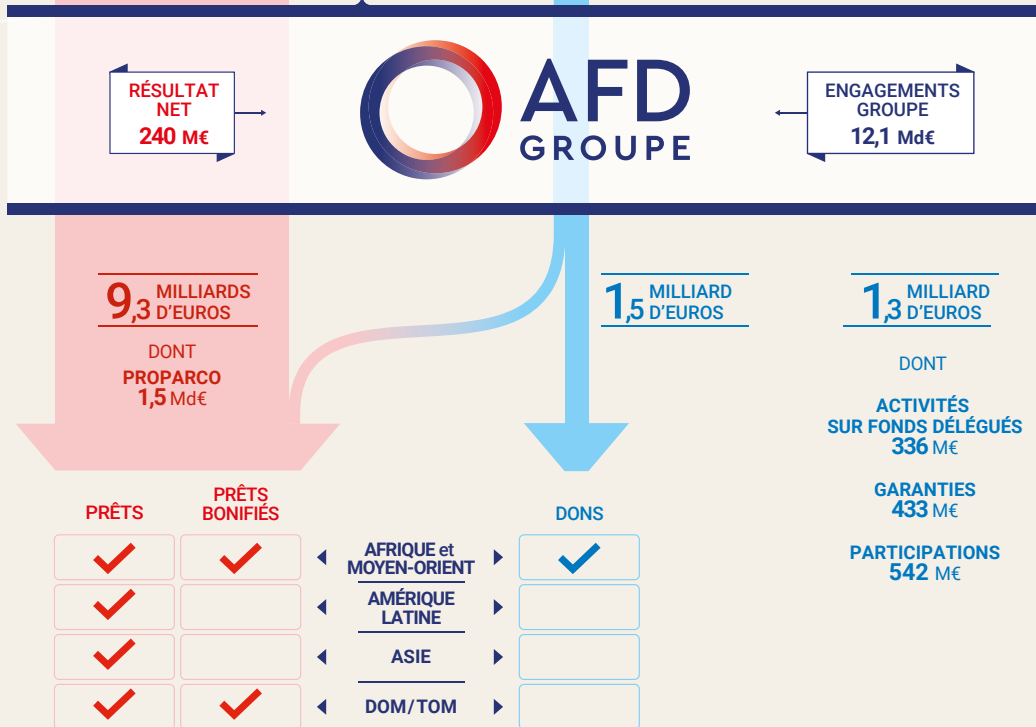 RÉSULTAT
NET
240 M€
AFD
GROUPE
ENGAGEMENTS
GROUPE
12,1 Md€
9,3 MILLIARDS
D'EUROS
DONT
PROPARCO
1,5 Md€
1,5 MILLIARD
D'EUROS
1,3 MILLIARD
D'EUROS
DONT
ACTIVITÉS
SUR FONDS DÉLÉGUÉS
336 M€
GARANTIES
433 M€
PARTICIPATIONS
542 M€
PRÊTS
PRÊTS
BONIFIÉS
DONS
AFRIQUE et
MOYEN-ORIENT
AMÉRIQUE
LATINE
ASIE
DOM/TOM